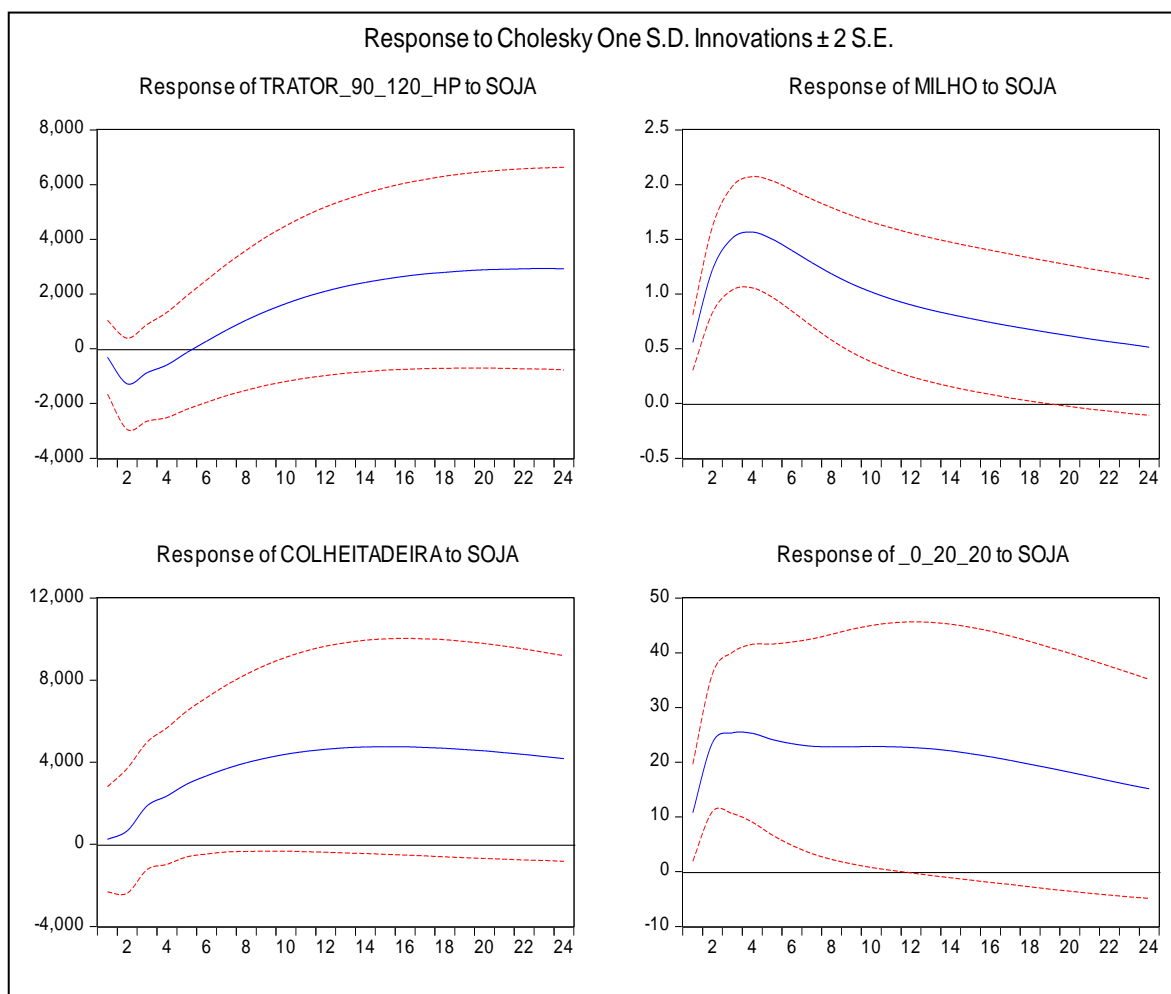 Response to Cholesky One S.D. Innovations ± 2 S.E.
Response of TRATOR_90_120_HP to SOJA
8,000
6,000
4,000
2,000
0
-2,000
-4,000
2 4 6 8 10 12 14 16 18 20 22 24
Response of MILHO to SOJA
2.5
2.0
1.5
1.0
0.5
0.0
-0.5
2 4 6 8 10 12 14 16 18 20 22 24
Response of COLHEITADEIRA to SOJA
12,000
8,000
4,000
0
-4,000
2 4 6 8 10 12 14 16 18 20 22 24
Response of _0_20_20 to SOJA
50
40
30
20
10
0
-10
2 4 6 8 10 12 14 16 18 20 22 24